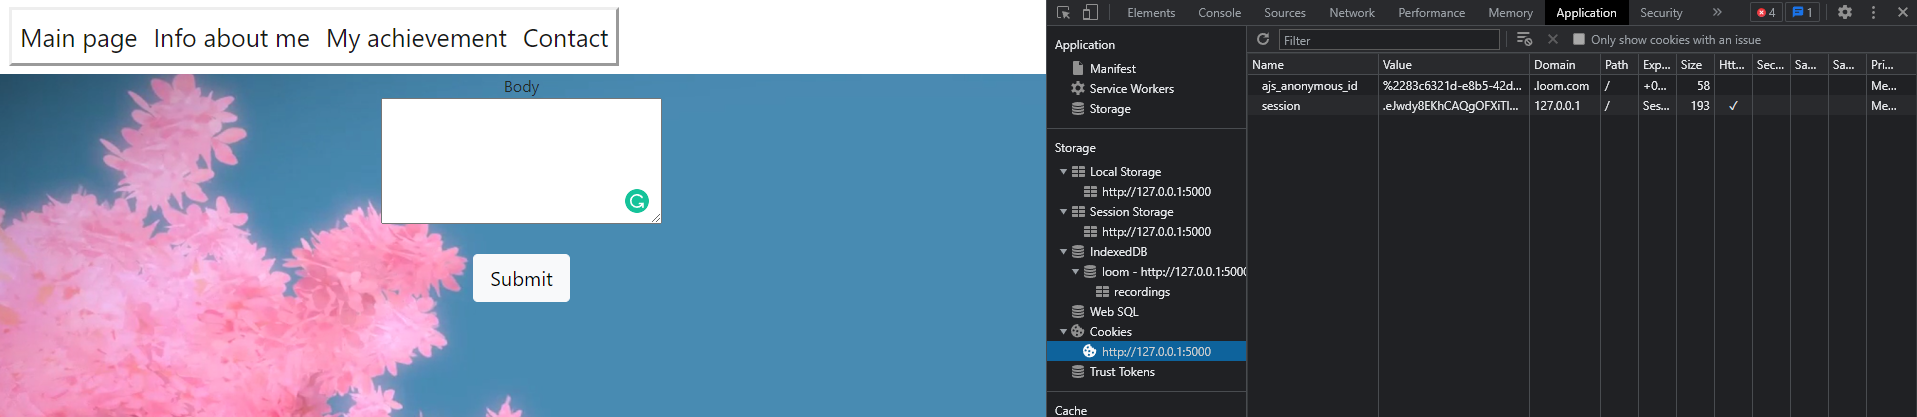 Main page Info about me My achievement Contact
Body
Submit
Elements Console Sources Network Performance Memory Application Security » 4 1
Application
Manifest
Service Workers
Storage
Storage
Local Storage
http://127.0.0.1:5000
Session Storage
http://127.0.0.1:5000
IndexedDB
loom - http://127.0.0.1:5000
recordings
Web SQL
Cookies
http://127.0.0.1:5000
Trust Tokens
Cache
Filter Only show cookies with an issue
Name Value Domain Path Exp... Size Htt... Sec... Sa... Sa... Pri...
ajs_anonymous_id %2283c6321d-e8b5-42d... .loom.com / +0... 58 Me...
session .eJwdy8EKhCAQgOFXiTl... 127.0.0.1 / Ses... 193 ✓ Me...